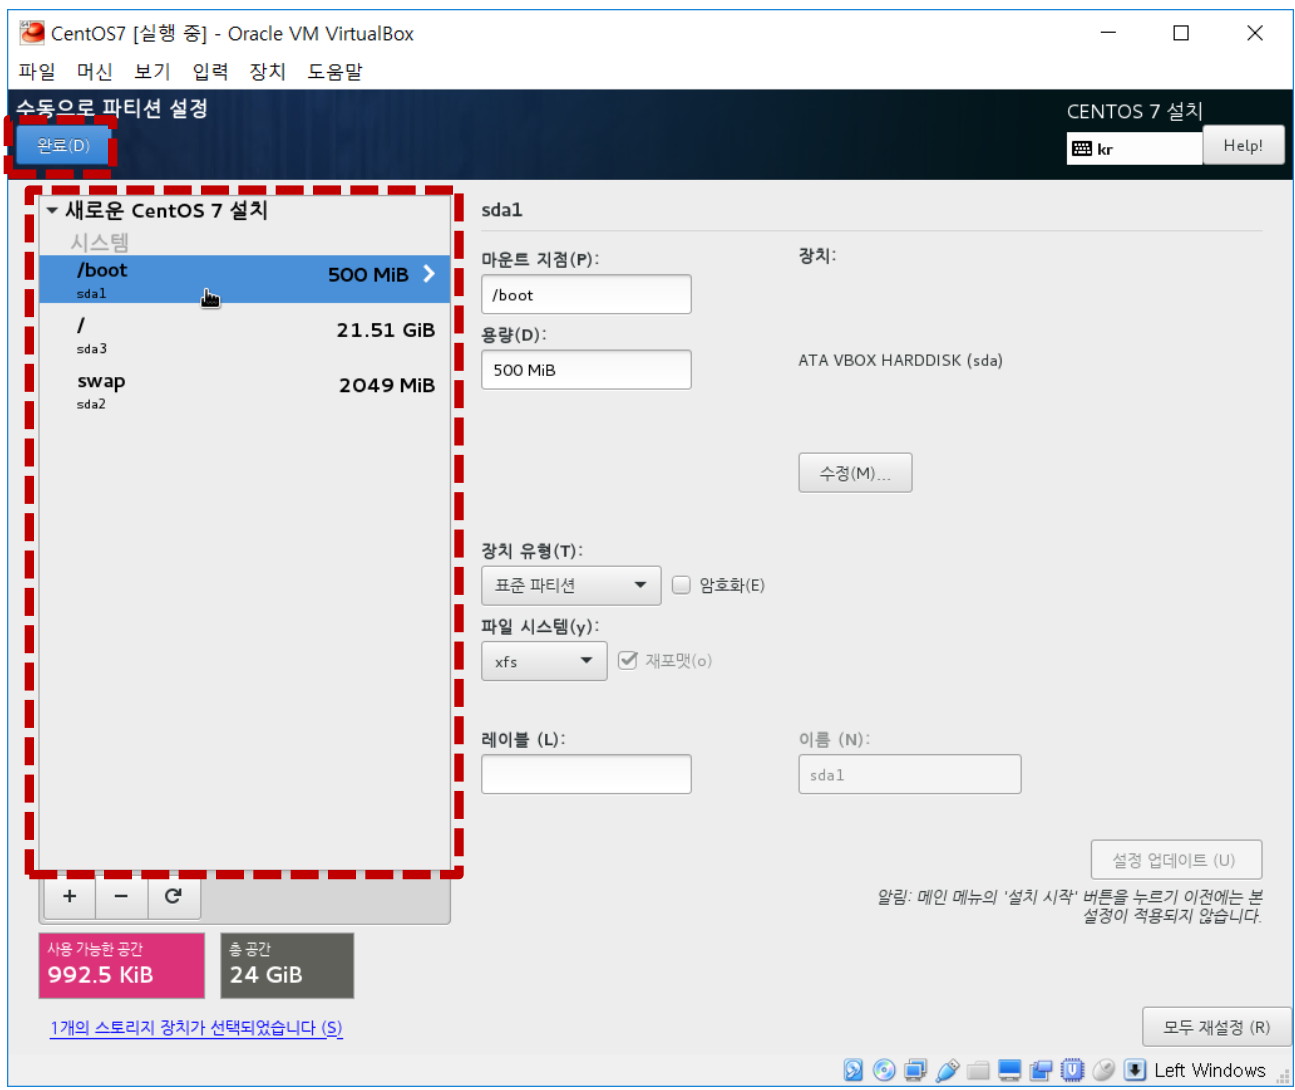 CentOS7 [실행 중] - Oracle VM VirtualBox
파일 머신 보기 입력 장치 도움말
수동으로 파티션 설정
CENTOS 7 설치
완료(D)
kr
Help!
새로운 CentOS 7 설치
시스템
/boot 500 MiB
sda1
/ 21.51 GiB
sda3
swap 2049 MiB
sda2
sda1
마운트 지점(P):
장치:
/boot
용량(D):
500 MiB
ATA VBOX HARDDISK (sda)
수정(M)...
장치 유형(T):
표준 파티션
암호화(E)
파일 시스템(y):
xfs
재포맷(o)
레이블 (L):
이름 (N):
sda1
설정 업데이트 (U)
알림: 메인 메뉴의 '설치 시작' 버튼을 누르기 이전에는 본
설정이 적용되지 않습니다.
+ −
사용 가능한 공간
992.5 KiB
총 공간
24 GiB
1개의 스토리지 장치가 선택되었습니다 (S)
모두 재설정 (R)
Left Windows